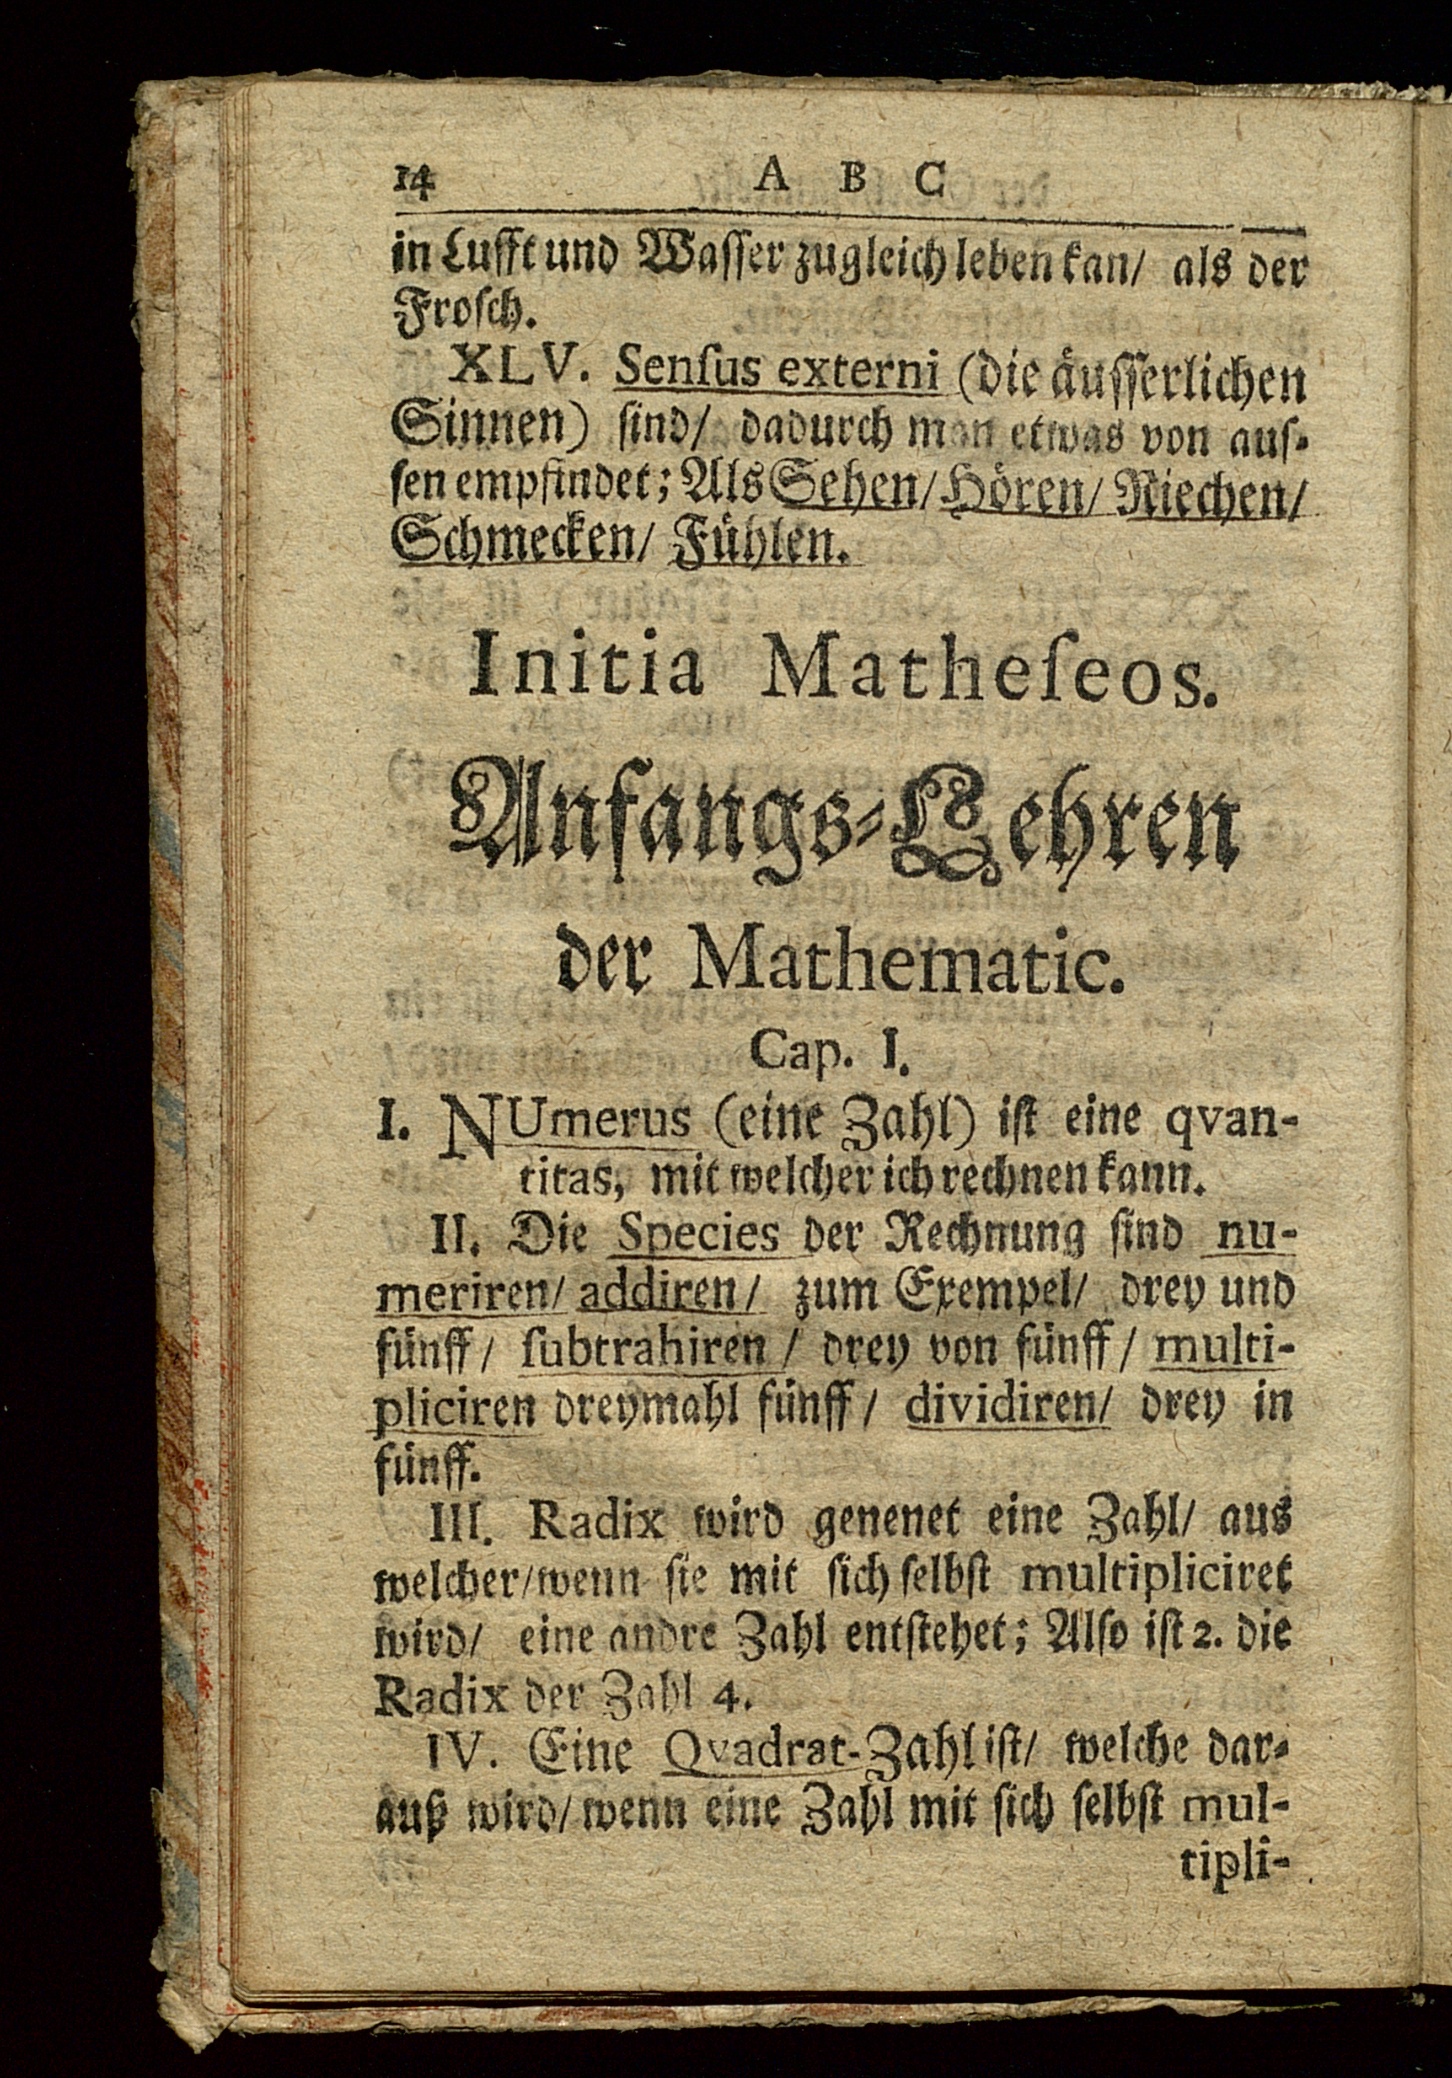 14 A B C
in Lufft und Waſſer zugleich leben kan/ als der
Froſch.
XLV. Senſus externi (die äuſſerlichen
Sinnen) ſind/ dadurch man etwas von auſ-
ſen empfindet; Als Sehen/ Hören/ Riechen/
Schmecken/ Fühlen.
Initia Matheſeos.
Anfangs-Lehren
der Mathematic.
Cap. I.
I. NUmerus (eine Zahl) iſt eine qvan-
titas, mit welcher ich rechnen kann.
II. Die Species der Rechnung ſind nu-
meriren/ addiren/ zum Exempel/ drey und
fünff/ ſubtrahiren/ drey von fünff/ multi-
pliciren dreymahl fünff/ dividiren/ drey in
fünff.
III. Radix wird genenet eine Zahl/ aus
welcher/wenn ſie mit ſich ſelbſt multipliciret
wird/ eine andre Zahl entſtehet; Alſo iſt 2. die
Radix der Zahl 4.
IV. Eine Qvadrat-Zahl iſt/ welche dar-
auß wird/ wenn eine Zahl mit ſich ſelbſt mul-
tipli-